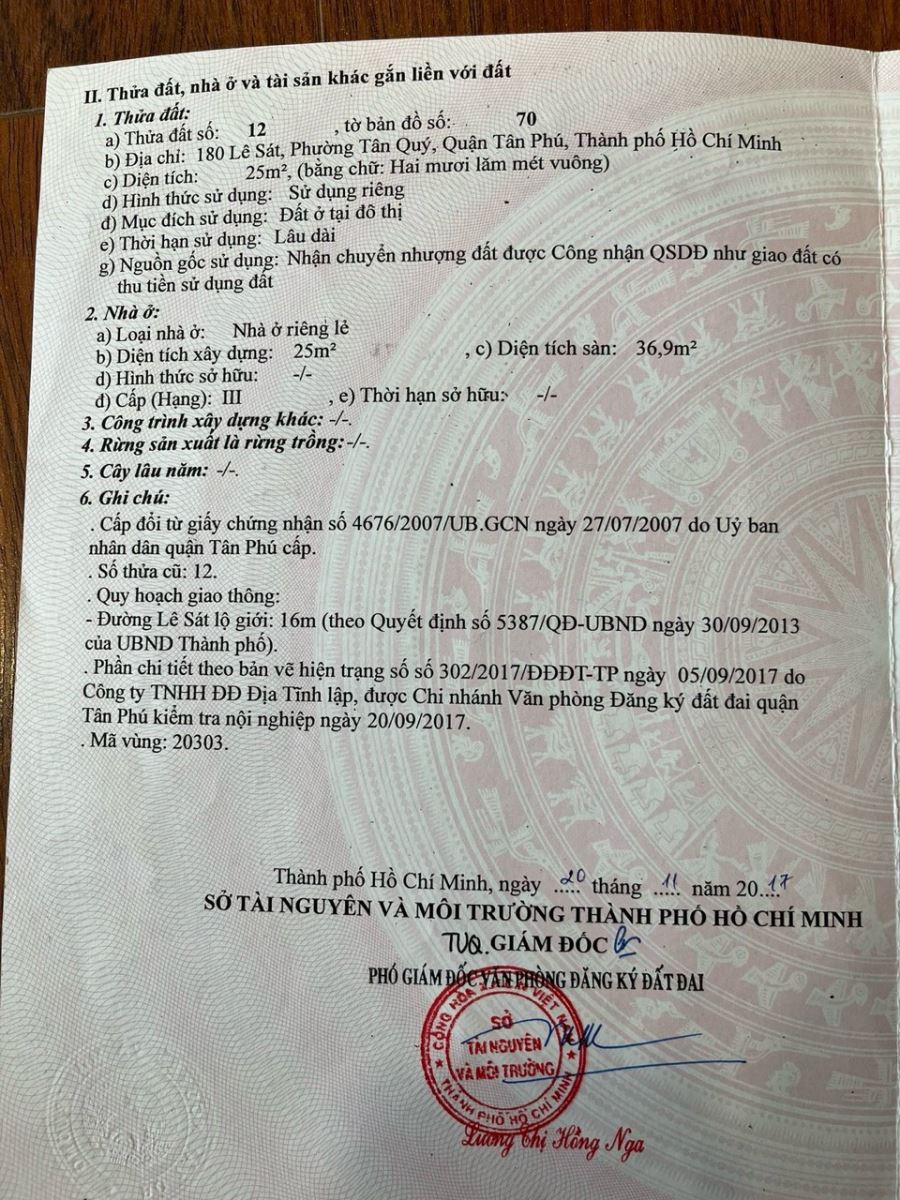 II. Thửa đất, nhà ở và tài sản khác gắn liền với đất
1. Thửa đất:
a) Thửa đất số: 12 , tờ bản đồ số: 70
b) Địa chỉ: 180 Lê Sát, Phường Tân Quý, Quận Tân Phú, Thành phố Hồ Chí Minh
c) Diện tích: 25m², (bằng chữ: Hai mươi lăm mét vuông)
d) Hình thức sử dụng: Sử dụng riêng
đ) Mục đích sử dụng: Đất ở tại đô thị
e) Thời hạn sử dụng: Lâu dài
g) Nguồn gốc sử dụng: Nhận chuyển nhượng đất được Công nhận QSDĐ như giao đất có
thu tiền sử dụng đất
2. Nhà ở:
a) Loại nhà ở: Nhà ở riêng lẻ
b) Diện tích xây dựng: 25m² , c) Diện tích sàn: 36,9m²
d) Hình thức sở hữu: -/-
đ) Cấp (Hạng): III , e) Thời hạn sở hữu: -/-
3. Công trình xây dựng khác: -/-.
4. Rừng sản xuất là rừng trồng:-/-.
5. Cây lâu năm: -/-.
6. Ghi chú:
. Cấp đổi từ giấy chứng nhận số 4676/2007/UB.GCN ngày 27/07/2007 do Uỷ ban
nhân dân quận Tân Phú cấp.
. Số thửa cũ: 12.
. Quy hoạch giao thông:
- Đường Lê Sát lộ giới: 16m (theo Quyết định số 5387/QĐ-UBND ngày 30/09/2013
của UBND Thành phố).
. Phần chi tiết theo bản vẽ hiện trạng số số 302/2017/ĐĐĐT-TP ngày 05/09/2017 do
Công ty TNHH ĐĐ Địa Tĩnh lập, được Chi nhánh Văn phòng Đăng ký đất đai quận
Tân Phú kiểm tra nội nghiệp ngày 20/09/2017.
. Mã vùng: 20303.
Thành phố Hồ Chí Minh, ngày 20 tháng 11 năm 2017
SỞ TÀI NGUYÊN VÀ MÔI TRƯỜNG THÀNH PHỐ HỒ CHÍ MINH
TUQ. GIÁM ĐỐC
PHÓ GIÁM ĐỐC VĂN PHÒNG ĐĂNG KÝ ĐẤT ĐAI
SỞ
TÀI NGUYÊN
VÀ MÔI TRƯỜNG
THÀNH PHỐ HỒ CHÍ MINH
Lương Thị Hồng Nga